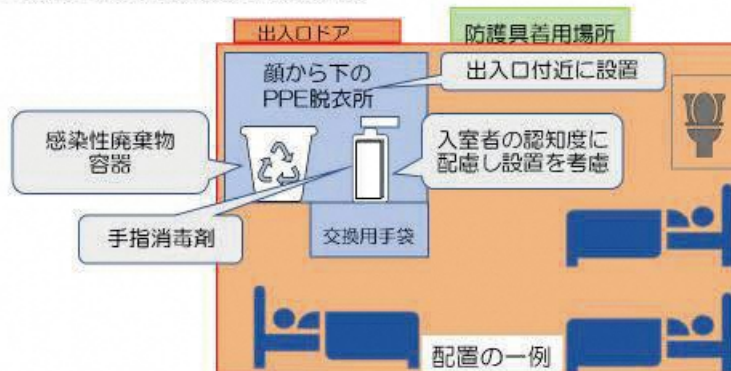 出入口ドア
防護具着用場所
顔から下の
PPE脱衣所
出入口付近に設置
感染性廃棄物
容器
入室者の認知度に
配慮し設置を考慮
手指消毒剤
交換用手袋
配置の一例